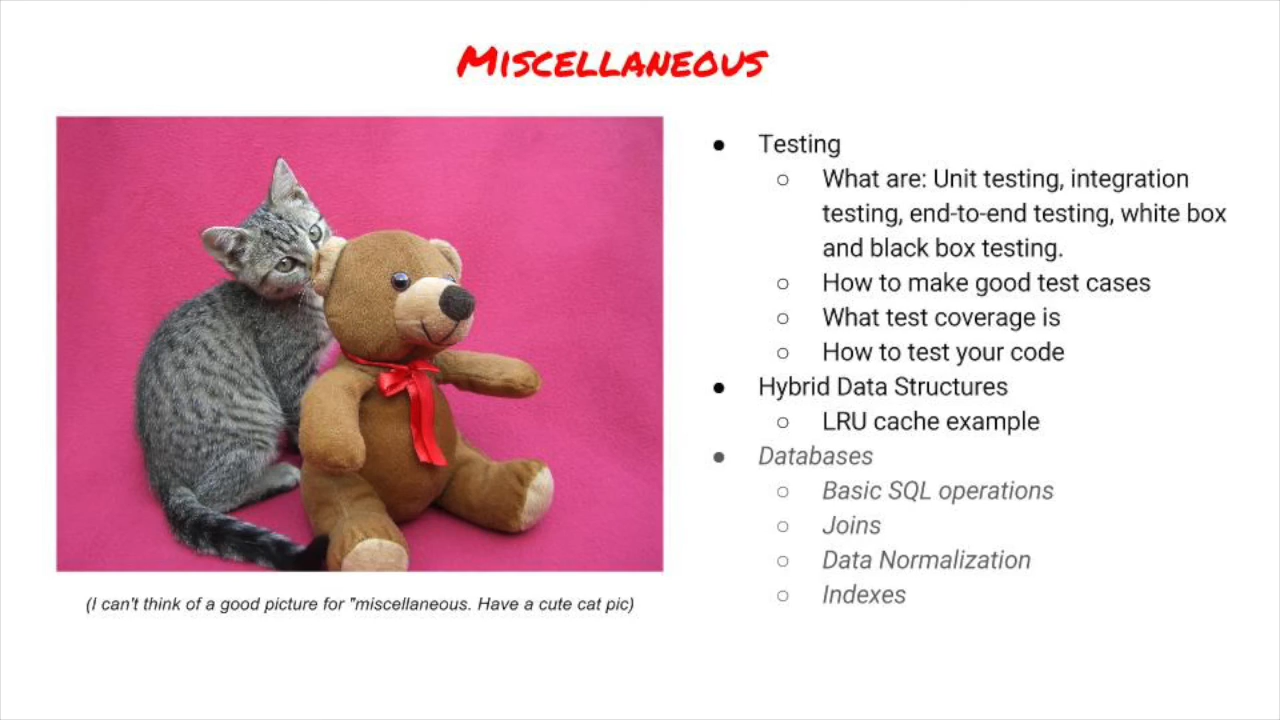 MISCELLANEOUS
● Testing
○ What are: Unit testing, integration
testing, end-to-end testing, white box
and black box testing.
○ How to make good test cases
○ What test coverage is
○ How to test your code
● Hybrid Data Structures
○ LRU cache example
● Databases
○ Basic SQL operations
○ Joins
○ Data Normalization
○ Indexes
(I can't think of a good picture for "miscellaneous. Have a cute cat pic)